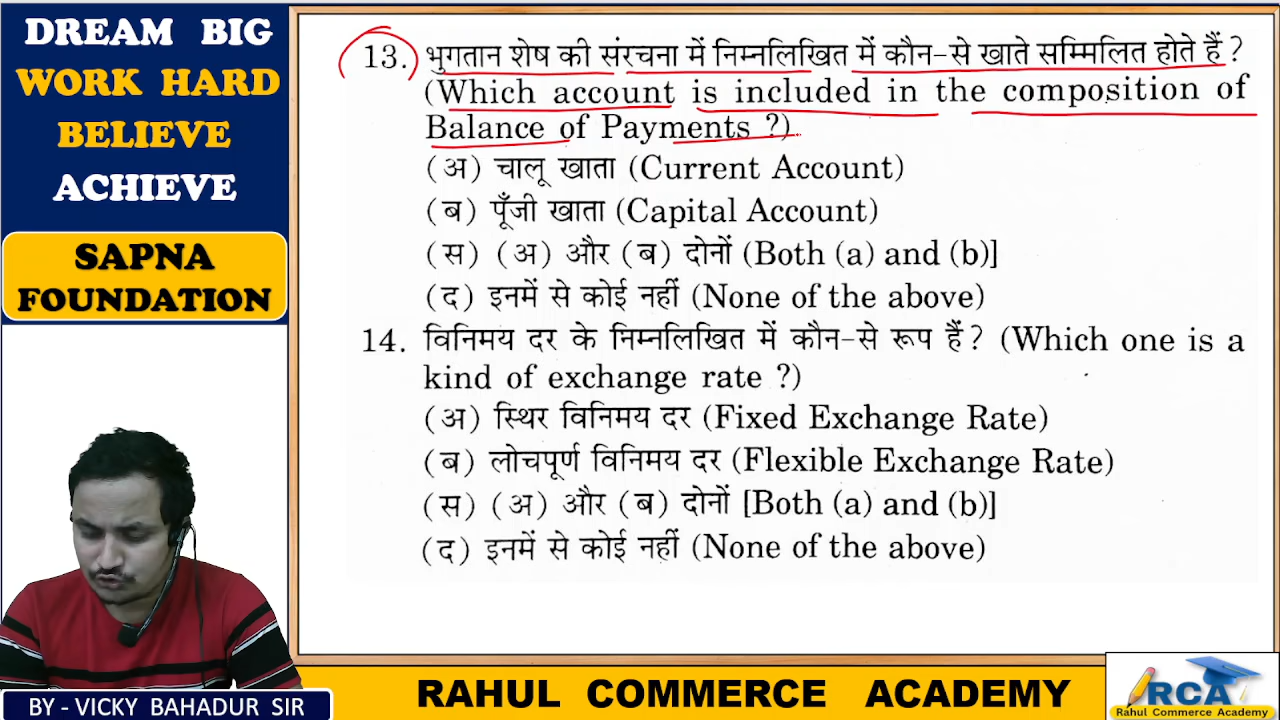 DREAM BIG
WORK HARD
BELIEVE
ACHIEVE
SAPNA
FOUNDATION
13. भुगतान शेष की संरचना में निम्नलिखित में कौन-से खाते सम्मिलित होते हैं ?
(Which account is included in the composition of
Balance of Payments ?)
(अ) चालू खाता (Current Account)
(ब) पूँजी खाता (Capital Account)
(स) (अ) और (ब) दोनों (Both (a) and (b)]
(द) इनमें से कोई नहीं (None of the above)
14. विनिमय दर के निम्नलिखित में कौन-से रूप हैं ? (Which one is a
kind of exchange rate ?)
(अ) स्थिर विनिमय दर (Fixed Exchange Rate)
(ब) लोचपूर्ण विनिमय दर (Flexible Exchange Rate)
(स) (अ) और (ब) दोनों [Both (a) and (b)]
(द) इनमें से कोई नहीं (None of the above)
BY - VICKY BAHADUR SIR
RAHUL COMMERCE ACADEMY
RCA
Rahul Commerce Academy